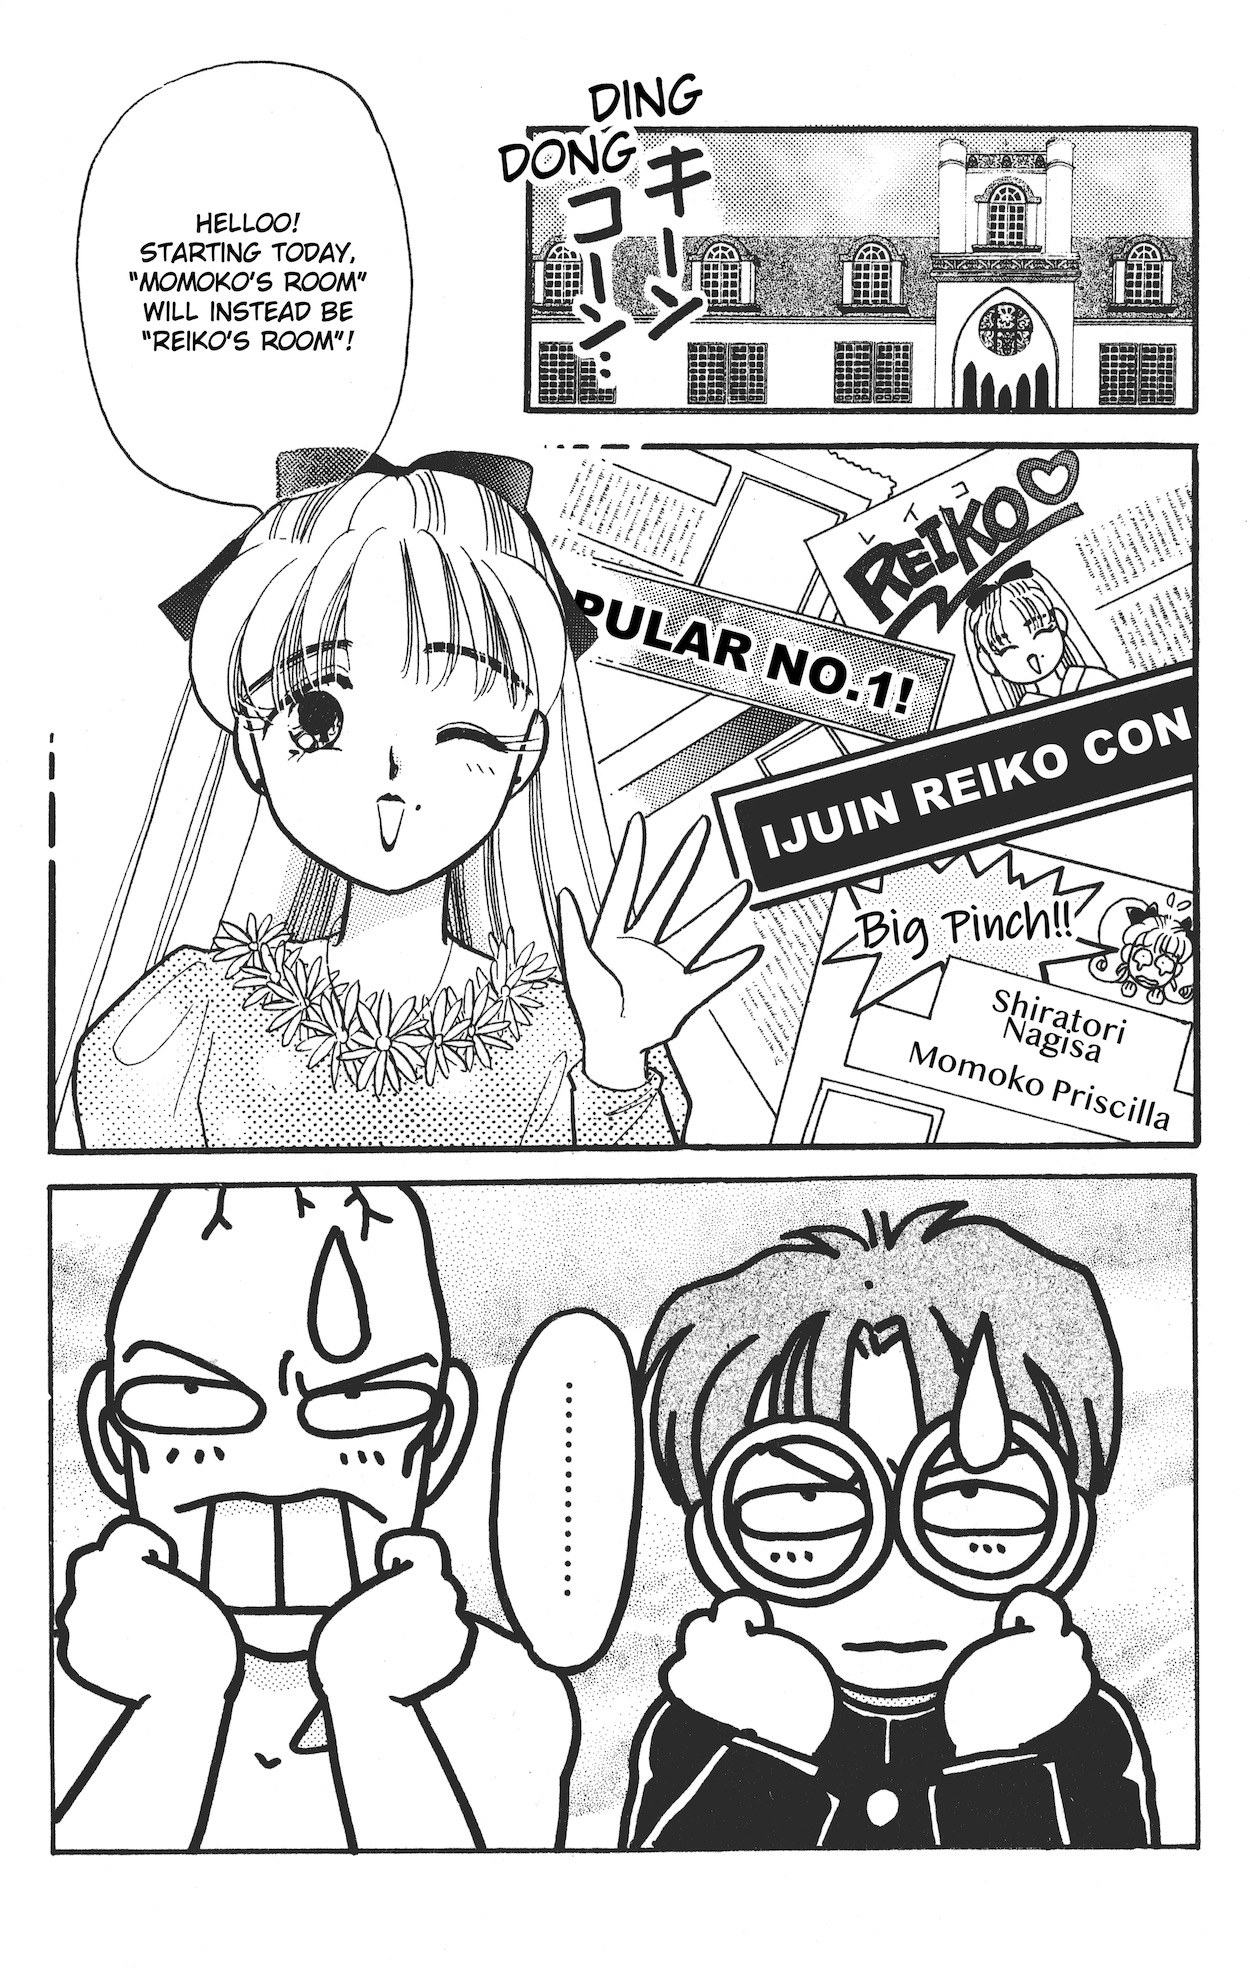 DING
DONG
キーン
コーン…
HELLOO!
STARTING TODAY,
"MOMOKO'S ROOM"
WILL INSTEAD BE
"REIKO'S ROOM"!
レイコ
REIKO♡
PULAR NO.1!
IJUIN REIKO CON
Big Pinch!!
Shiratori
Nagisa
Momoko Priscilla
…………